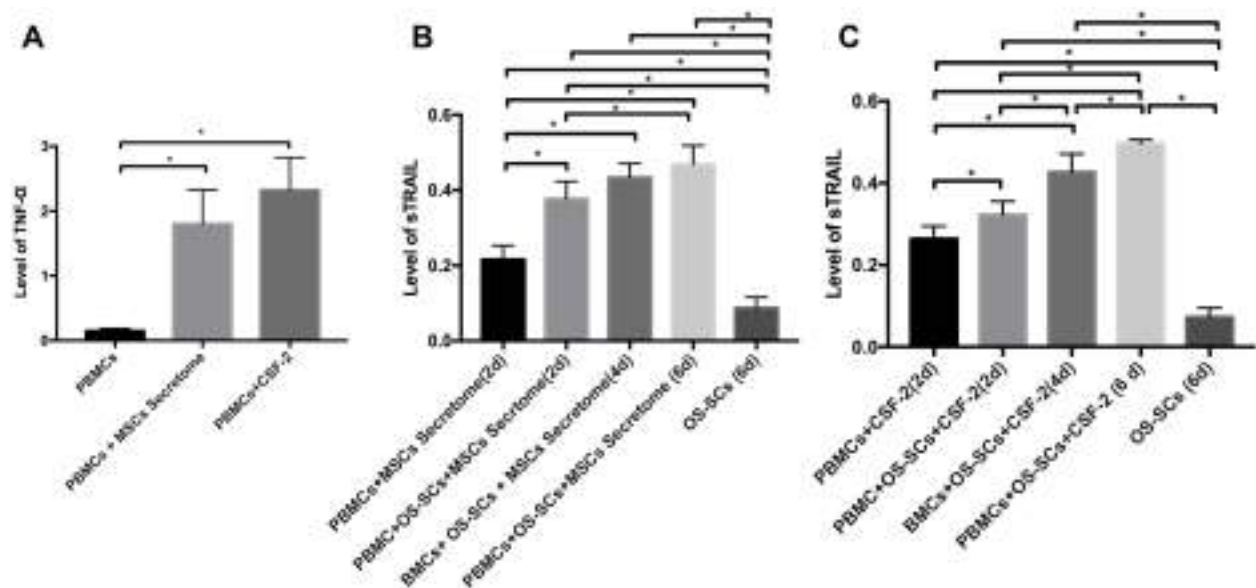 A
Level of TNF-α
3
2
1
0
*
*
PBMCs
PBMCs + MSCs Secretome
PBMCs+CSF-2
B
Level of sTRAIL
0.6
0.4
0.2
0.0
*
*
*
*
*
*
*
*
*
PBMCs+MSCs Secretome(2d)
PBMC+OS-SCs+MSCs Secrtome(2d)
BMCs+ OS-SCs + MSCs Secretome(4d)
PBMCs+OS-SCs+MSCs Secretome (6d)
OS-SCs (6d)
C
Level of sTRAIL
0.6
0.4
0.2
0.0
*
*
*
*
*
*
*
*
*
*
PBMCs+CSF-2(2d)
PBMC+OS-SCs+CSF-2(2d)
BMCs+OS-SCs+CSF-2(4d)
PBMCs+OS-SCs+CSF-2 (6 d)
OS-SCs (6d)